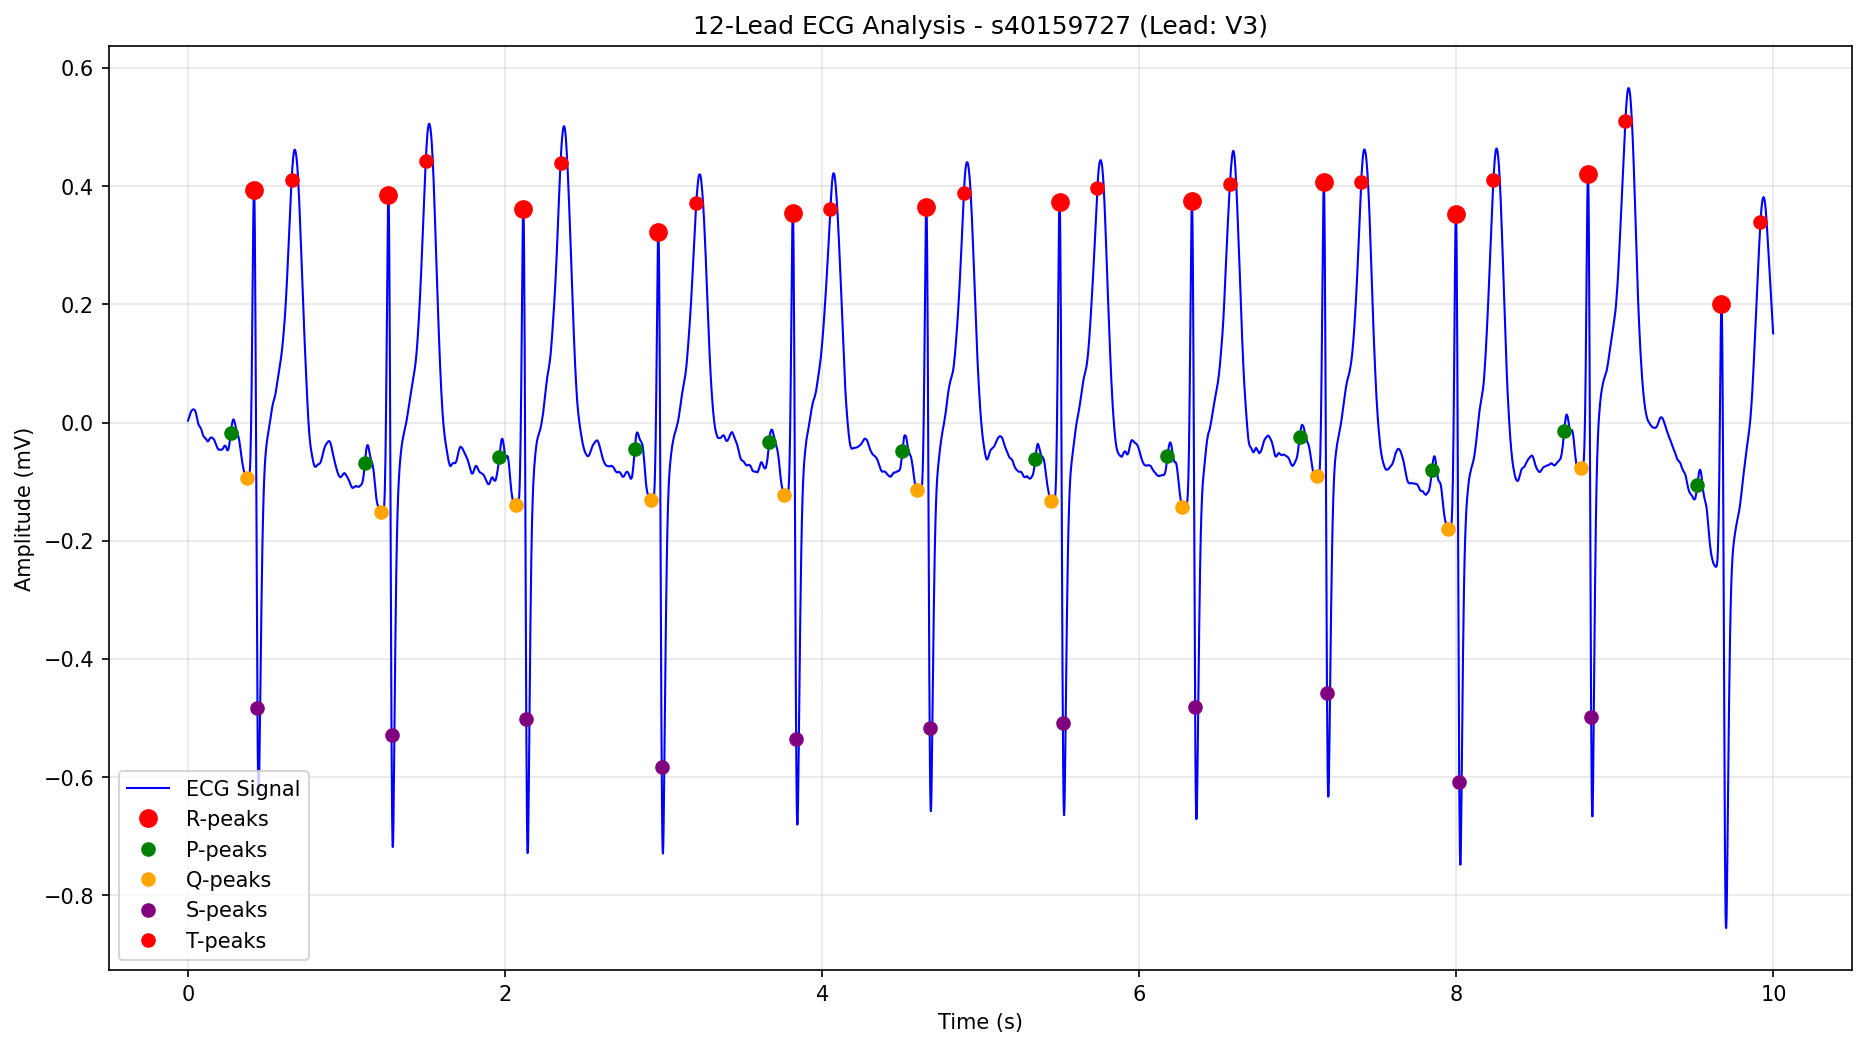 12-Lead ECG Analysis - s40159727 (Lead: V3)
Amplitude (mV)
0.6
0.4
0.2
0.0
−0.2
−0.4
−0.6
−0.8
ECG Signal
R-peaks
P-peaks
Q-peaks
S-peaks
T-peaks
0 2 4 6 8 10
Time (s)